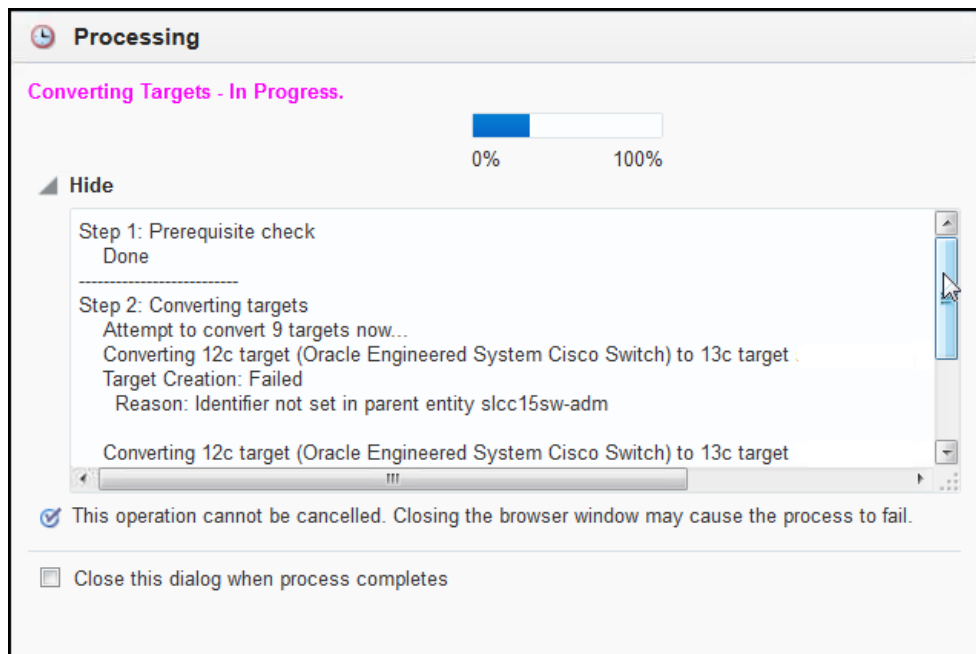 Processing
Converting Targets - In Progress.
0% 100%
Hide
Step 1: Prerequisite check
Done
--------------------------
Step 2: Converting targets
Attempt to convert 9 targets now...
Converting 12c target (Oracle Engineered System Cisco Switch) to 13c target .
Target Creation: Failed
Reason: Identifier not set in parent entity slcc15sw-adm
Converting 12c target (Oracle Engineered System Cisco Switch) to 13c target
This operation cannot be cancelled. Closing the browser window may cause the process to fail.
Close this dialog when process completes